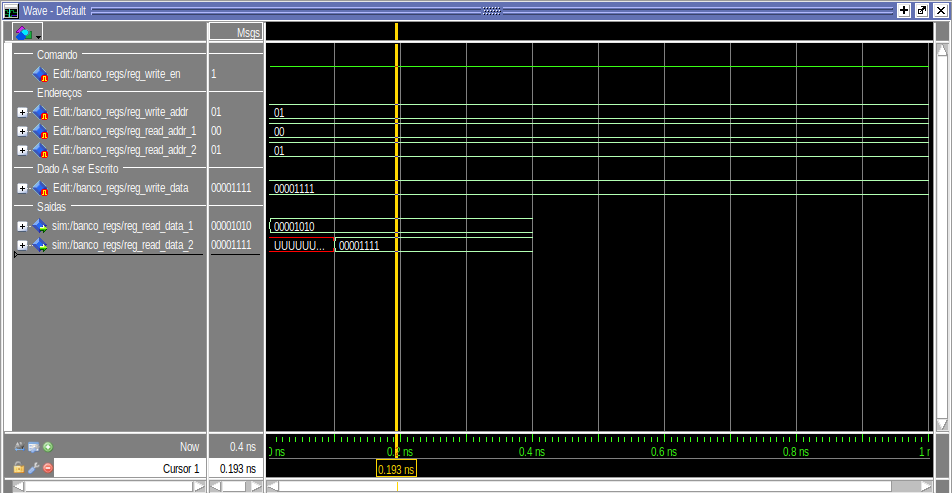 Wave - Default
Msgs
Comando
Edit:/banco_regs/reg_write_en 1
Endereços
Edit:/banco_regs/reg_write_addr 01 01
Edit:/banco_regs/reg_read_addr_1 00 00
Edit:/banco_regs/reg_read_addr_2 01 01
Dado A ser Escrito
Edit:/banco_regs/reg_write_data 00001111 00001111
Saidas
sim:/banco_regs/reg_read_data_1 00001010 00001010
sim:/banco_regs/reg_read_data_2 00001111 UUUUUU... 00001111
Now 0.4 ns 0 ns 0.2 ns 0.4 ns 0.6 ns 0.8 ns 1 n
Cursor 1 0.193 ns 0.193 ns